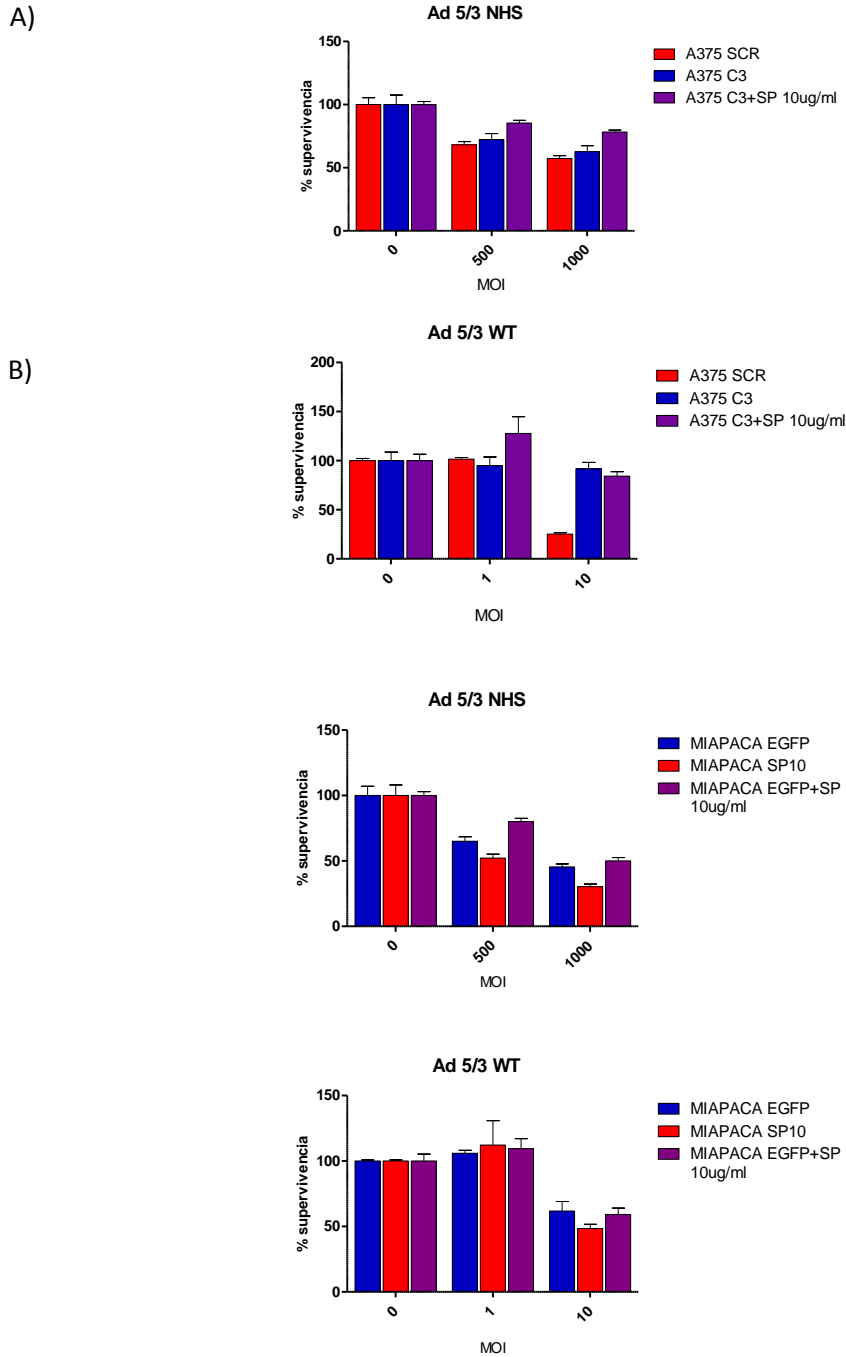 A)
Ad 5/3 NHS
150
100
50
0
% supervivencia
0
500
1000
MOI
A375 SCR
A375 C3
A375 C3+SP 10ug/ml
B)
Ad 5/3 WT
200
150
100
50
0
% supervivencia
0
1
10
MOI
A375 SCR
A375 C3
A375 C3+SP 10ug/ml
Ad 5/3 NHS
150
100
50
0
% supervivencia
0
500
1000
MOI
MIAPACA EGFP
MIAPACA SP10
MIAPACA EGFP+SP
10ug/ml
Ad 5/3 WT
150
100
50
0
% supervivencia
0
1
10
MOI
MIAPACA EGFP
MIAPACA SP10
MIAPACA EGFP+SP
10ug/ml